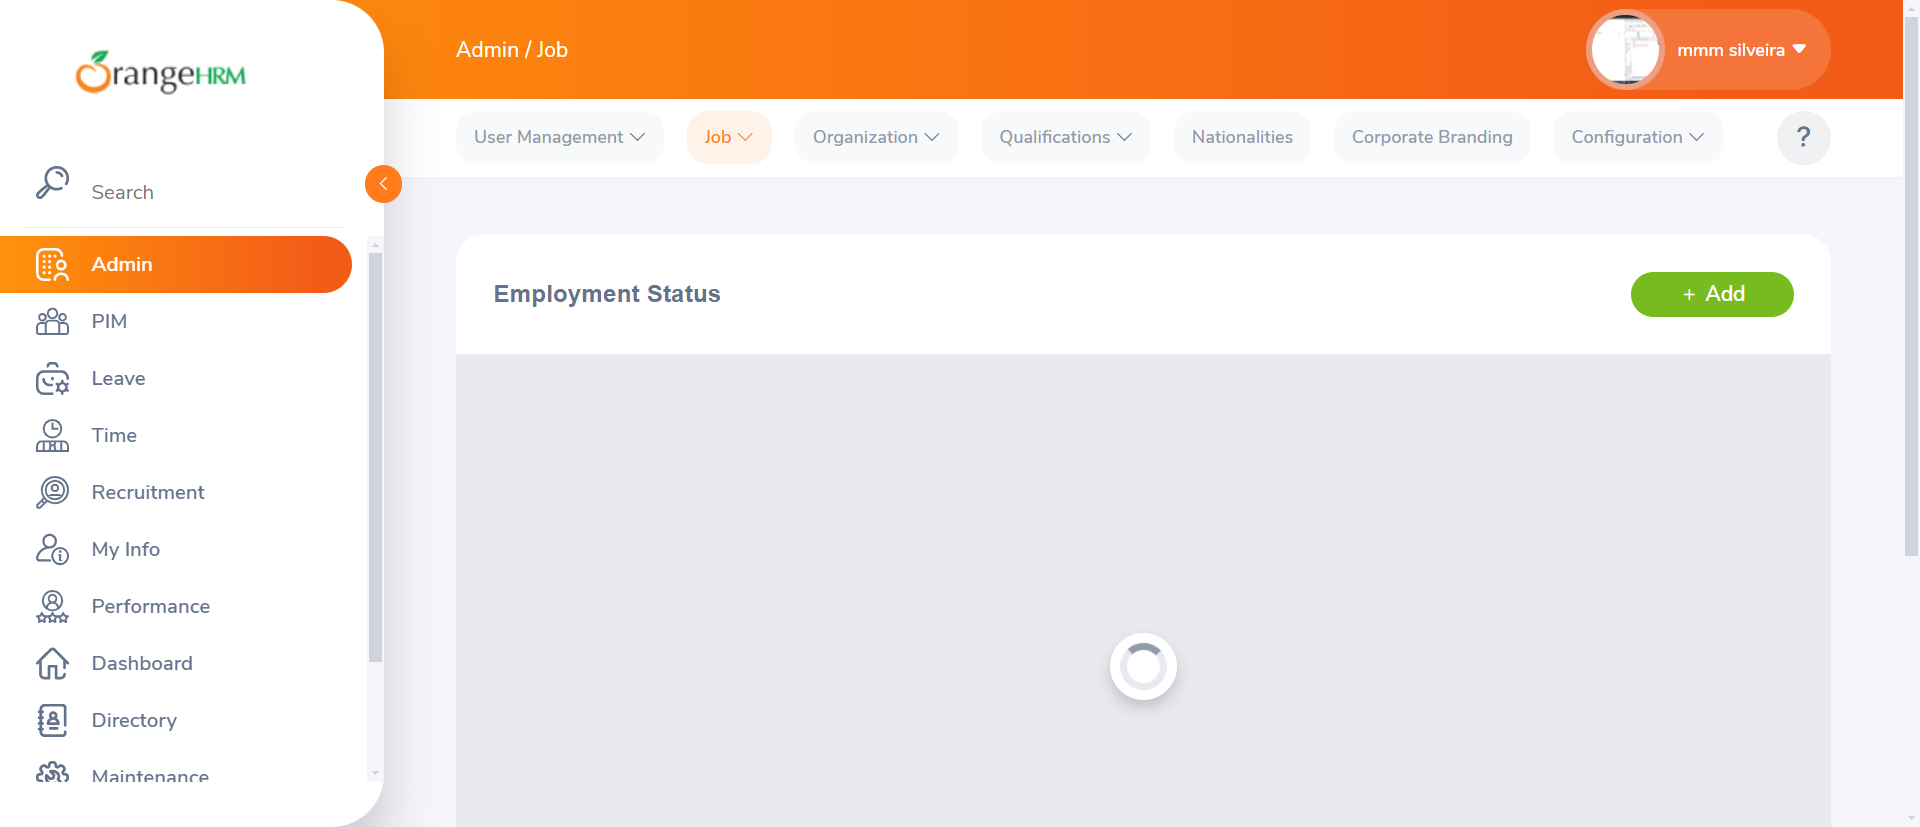 OrangeHRM
Admin / Job
mmm silveira
User Management
Job
Organization
Qualifications
Nationalities
Corporate Branding
Configuration
?
Search
Admin
PIM
Leave
Time
Recruitment
My Info
Performance
Dashboard
Directory
Maintenance
Employment Status
+ Add